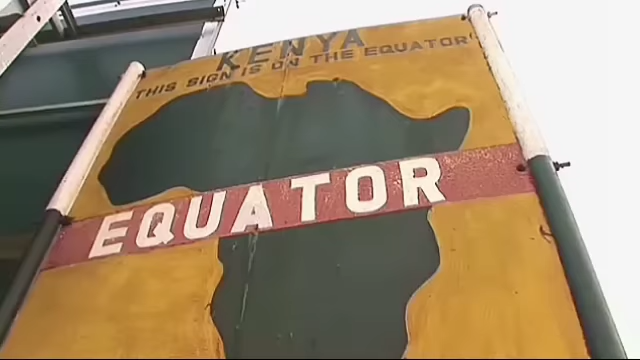 KENYA
THIS SIGN IS ON THE EQUATOR
EQUATOR